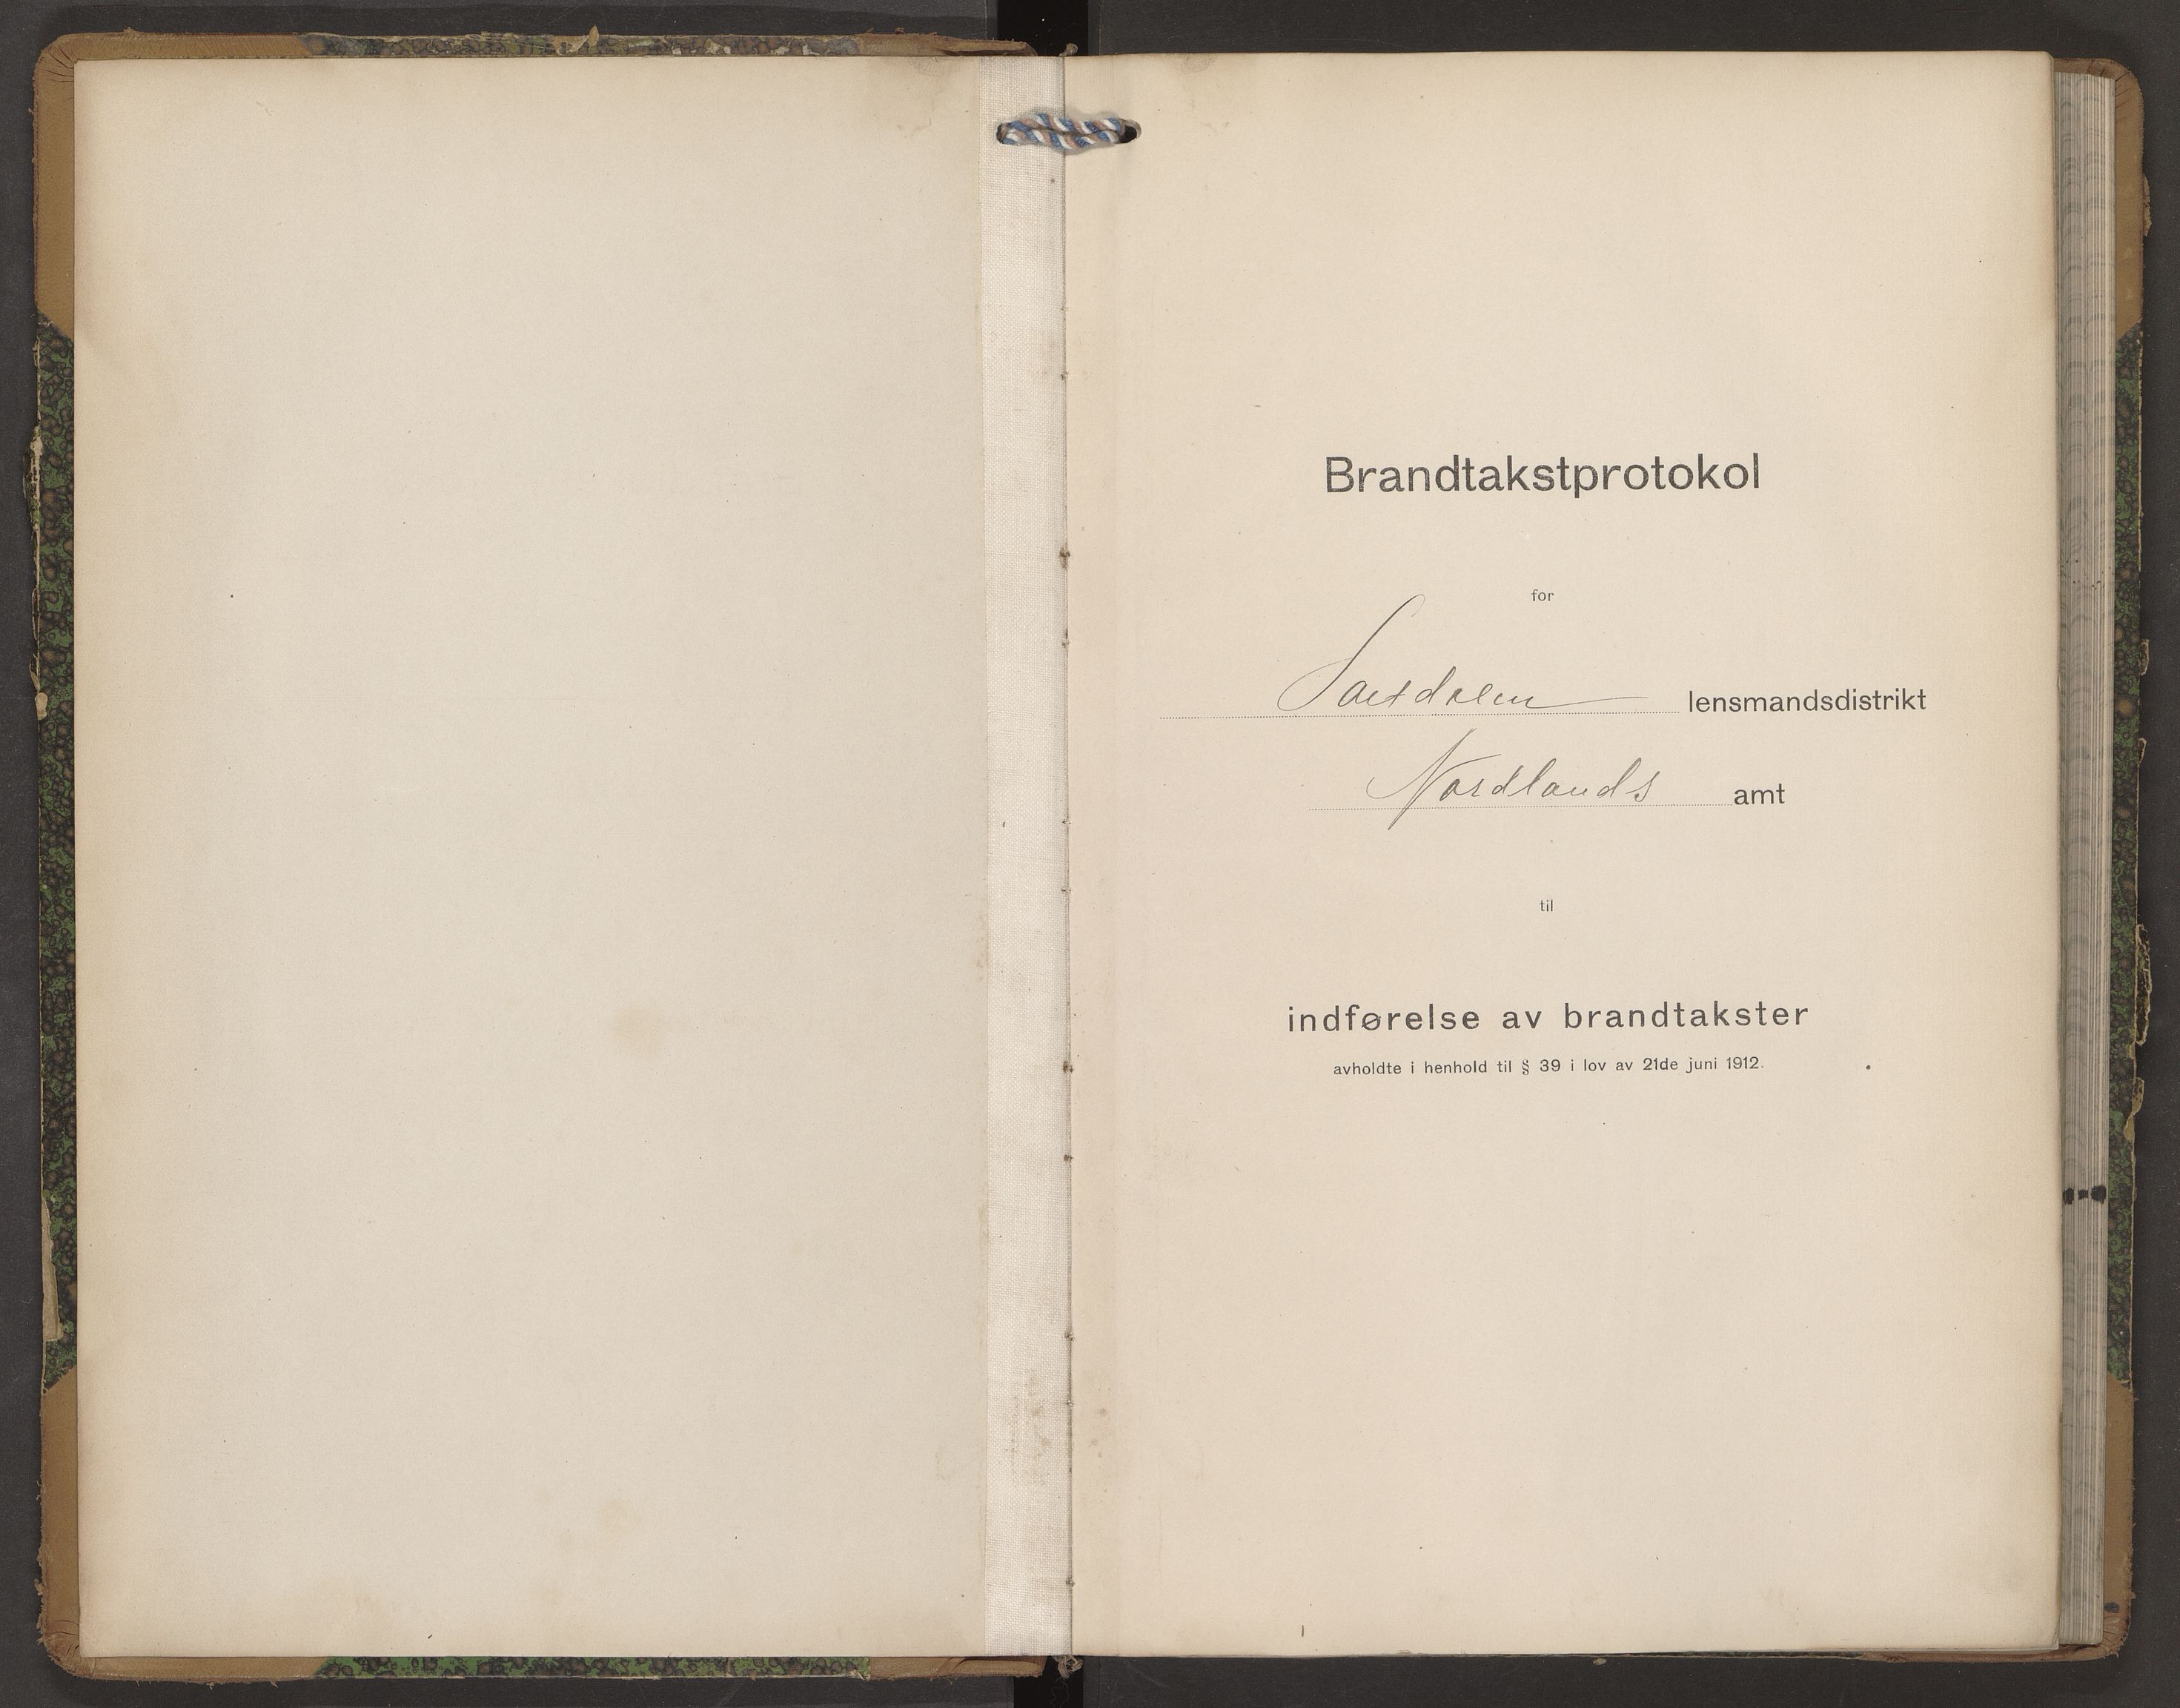 Brandtakstprotokol
for
Saltdalen lensmandsdistrikt
Nordlands amt
til
indførelse av brandtakster
avholdte i henhold til § 39 i lov av 21de juni 1912.